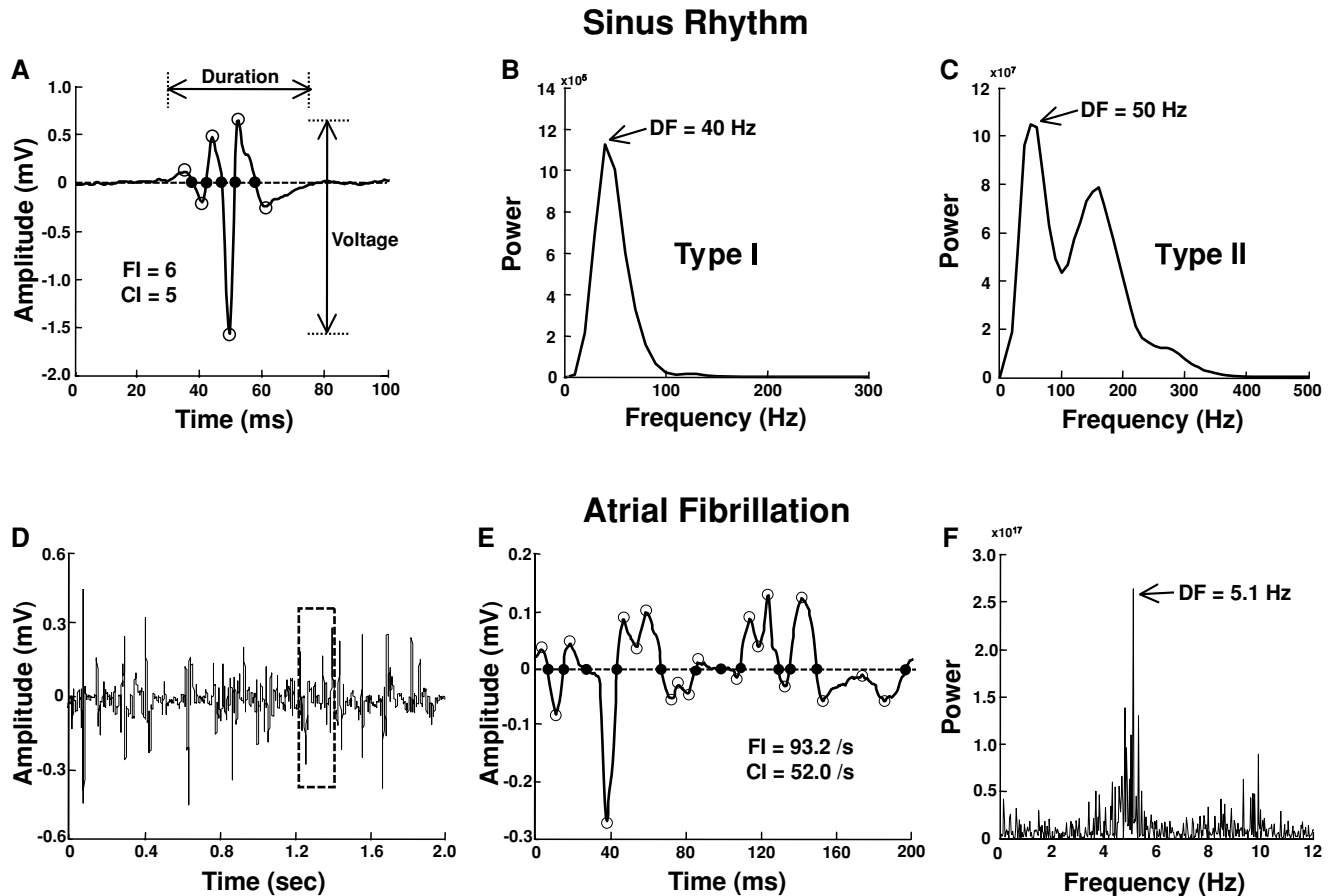 Sinus Rhythm
A
Duration
Voltage
FI = 6
CI = 5
Amplitude (mV)
1.0
0.5
0
-0.5
-1.0
-1.5
-2.0
0 20 40 60 80 100
Time (ms)
B
x10⁶
DF = 40 Hz
Type I
Power
14
12
10
8
6
4
2
0
0 100 200 300
Frequency (Hz)
C
x10⁷
DF = 50 Hz
Type II
Power
12
10
8
6
4
2
0
0 100 200 300 400 500
Frequency (Hz)
Atrial Fibrillation
D
Amplitude (mV)
0.6
0.3
0
-0.3
-0.6
0 0.4 0.8 1.2 1.6 2.0
Time (sec)
E
Amplitude (mV)
0.2
0.1
0
-0.1
-0.2
-0.3
FI = 93.2 /s
CI = 52.0 /s
0 40 80 120 160 200
Time (ms)
F
x10¹⁷
DF = 5.1 Hz
Power
3.0
2.5
2.0
1.5
1.0
0.5
0
0 2 4 6 8 10 12
Frequency (Hz)